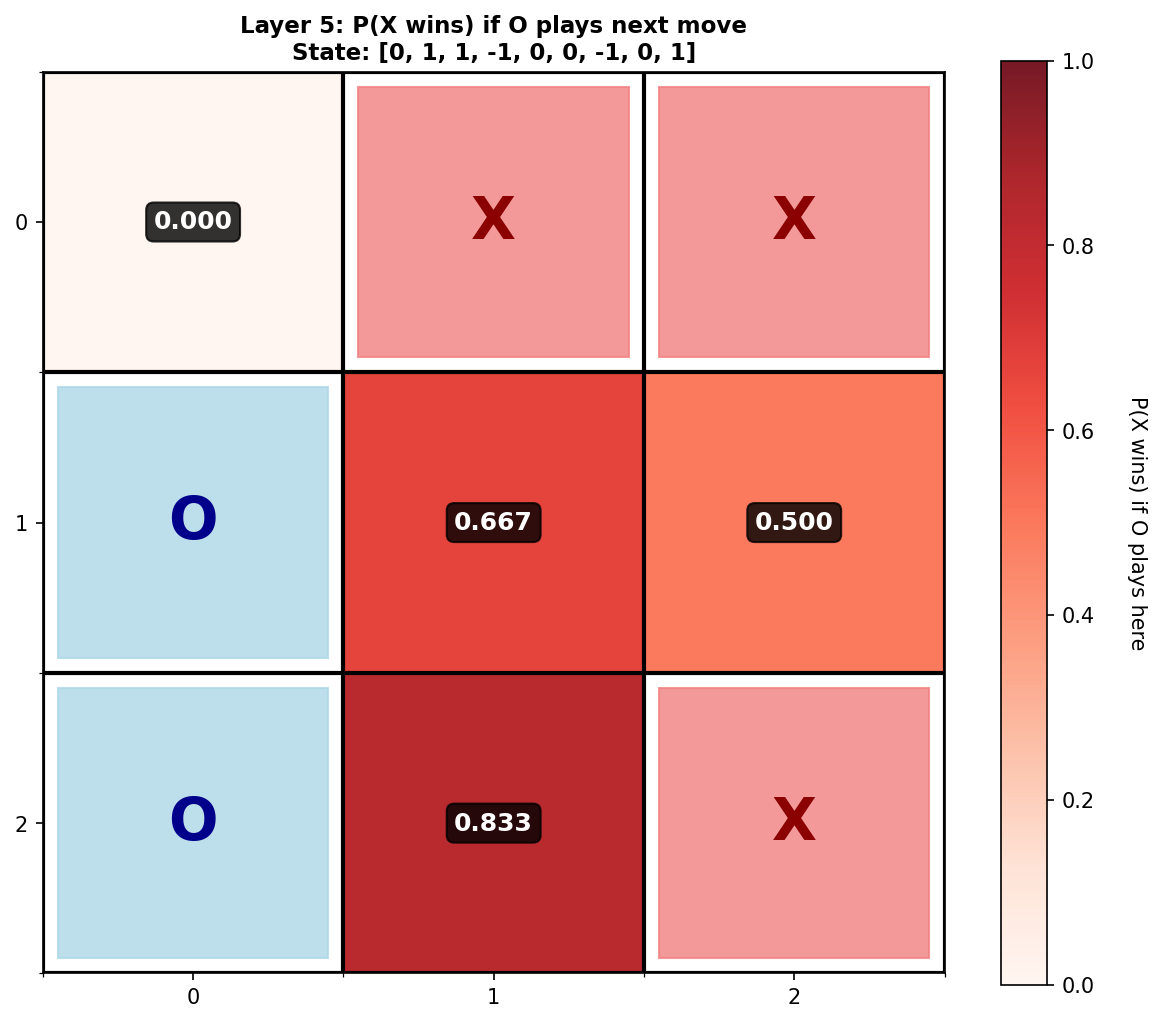 Layer 5: P(X wins) if O plays next move
State: [0, 1, 1, -1, 0, 0, -1, 0, 1]
0
0.000
X
X
1
O
0.667
0.500
2
O
0.833
X
0
1
2
1.0
0.8
0.6
0.4
0.2
0.0
P(X wins) if O plays here